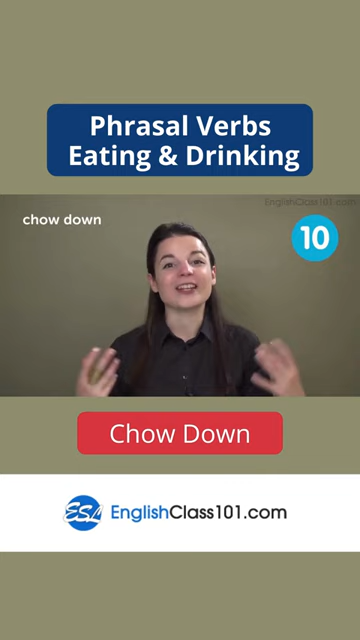 Phrasal Verbs
Eating & Drinking
EnglishClass101.com
chow down
10
Chow Down
ESL EnglishClass101.com